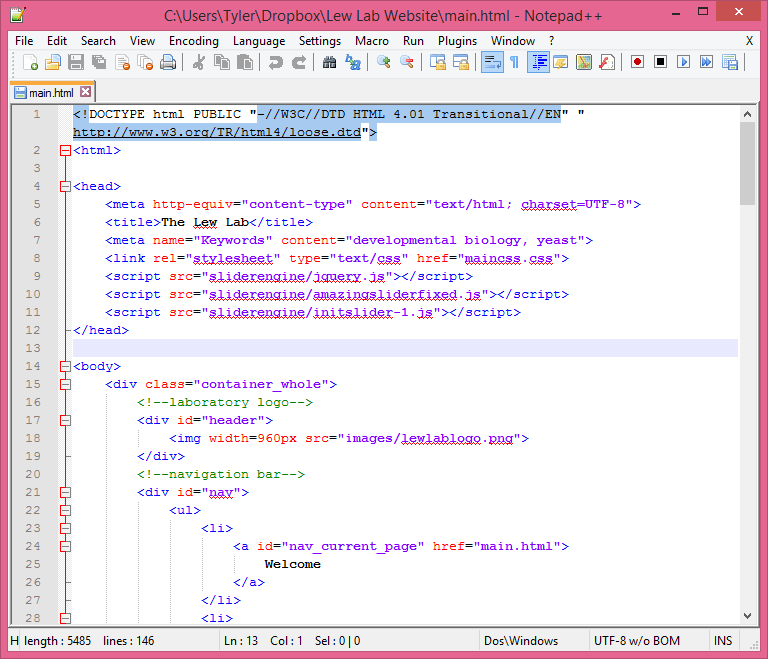 C:\Users\Tyler\Dropbox\Lew Lab Website\main.html - Notepad++
File Edit Search View Encoding Language Settings Macro Run Plugins Window ? X
main.html
1 <!DOCTYPE html PUBLIC "-//W3C//DTD HTML 4.01 Transitional//EN" "
http://www.w3.org/TR/html4/loose.dtd">
2 <html>
3
4 <head>
5 <meta http-equiv="content-type" content="text/html; charset=UTF-8">
6 <title>The Lew Lab</title>
7 <meta name="Keywords" content="developmental biology, yeast">
8 <link rel="stylesheet" type="text/css" href="maincss.css">
9 <script src="sliderengine/jquery.js"></script>
10 <script src="sliderengine/amazingsliderfixed.js"></script>
11 <script src="sliderengine/initslider-1.js"></script>
12 </head>
13
14 <body>
15 <div class="container_whole">
16 <!--laboratory logo-->
17 <div id="header">
18 <img width=960px src="images/lewlablogo.png">
19 </div>
20 <!--navigation bar-->
21 <div id="nav">
22 <ul>
23 <li>
24 <a id="nav_current_page" href="main.html">
25 Welcome
26 </a>
27 </li>
28 <li>
H length : 5485 lines : 146 Ln : 13 Col : 1 Sel : 0 | 0 Dos\Windows UTF-8 w/o BOM INS